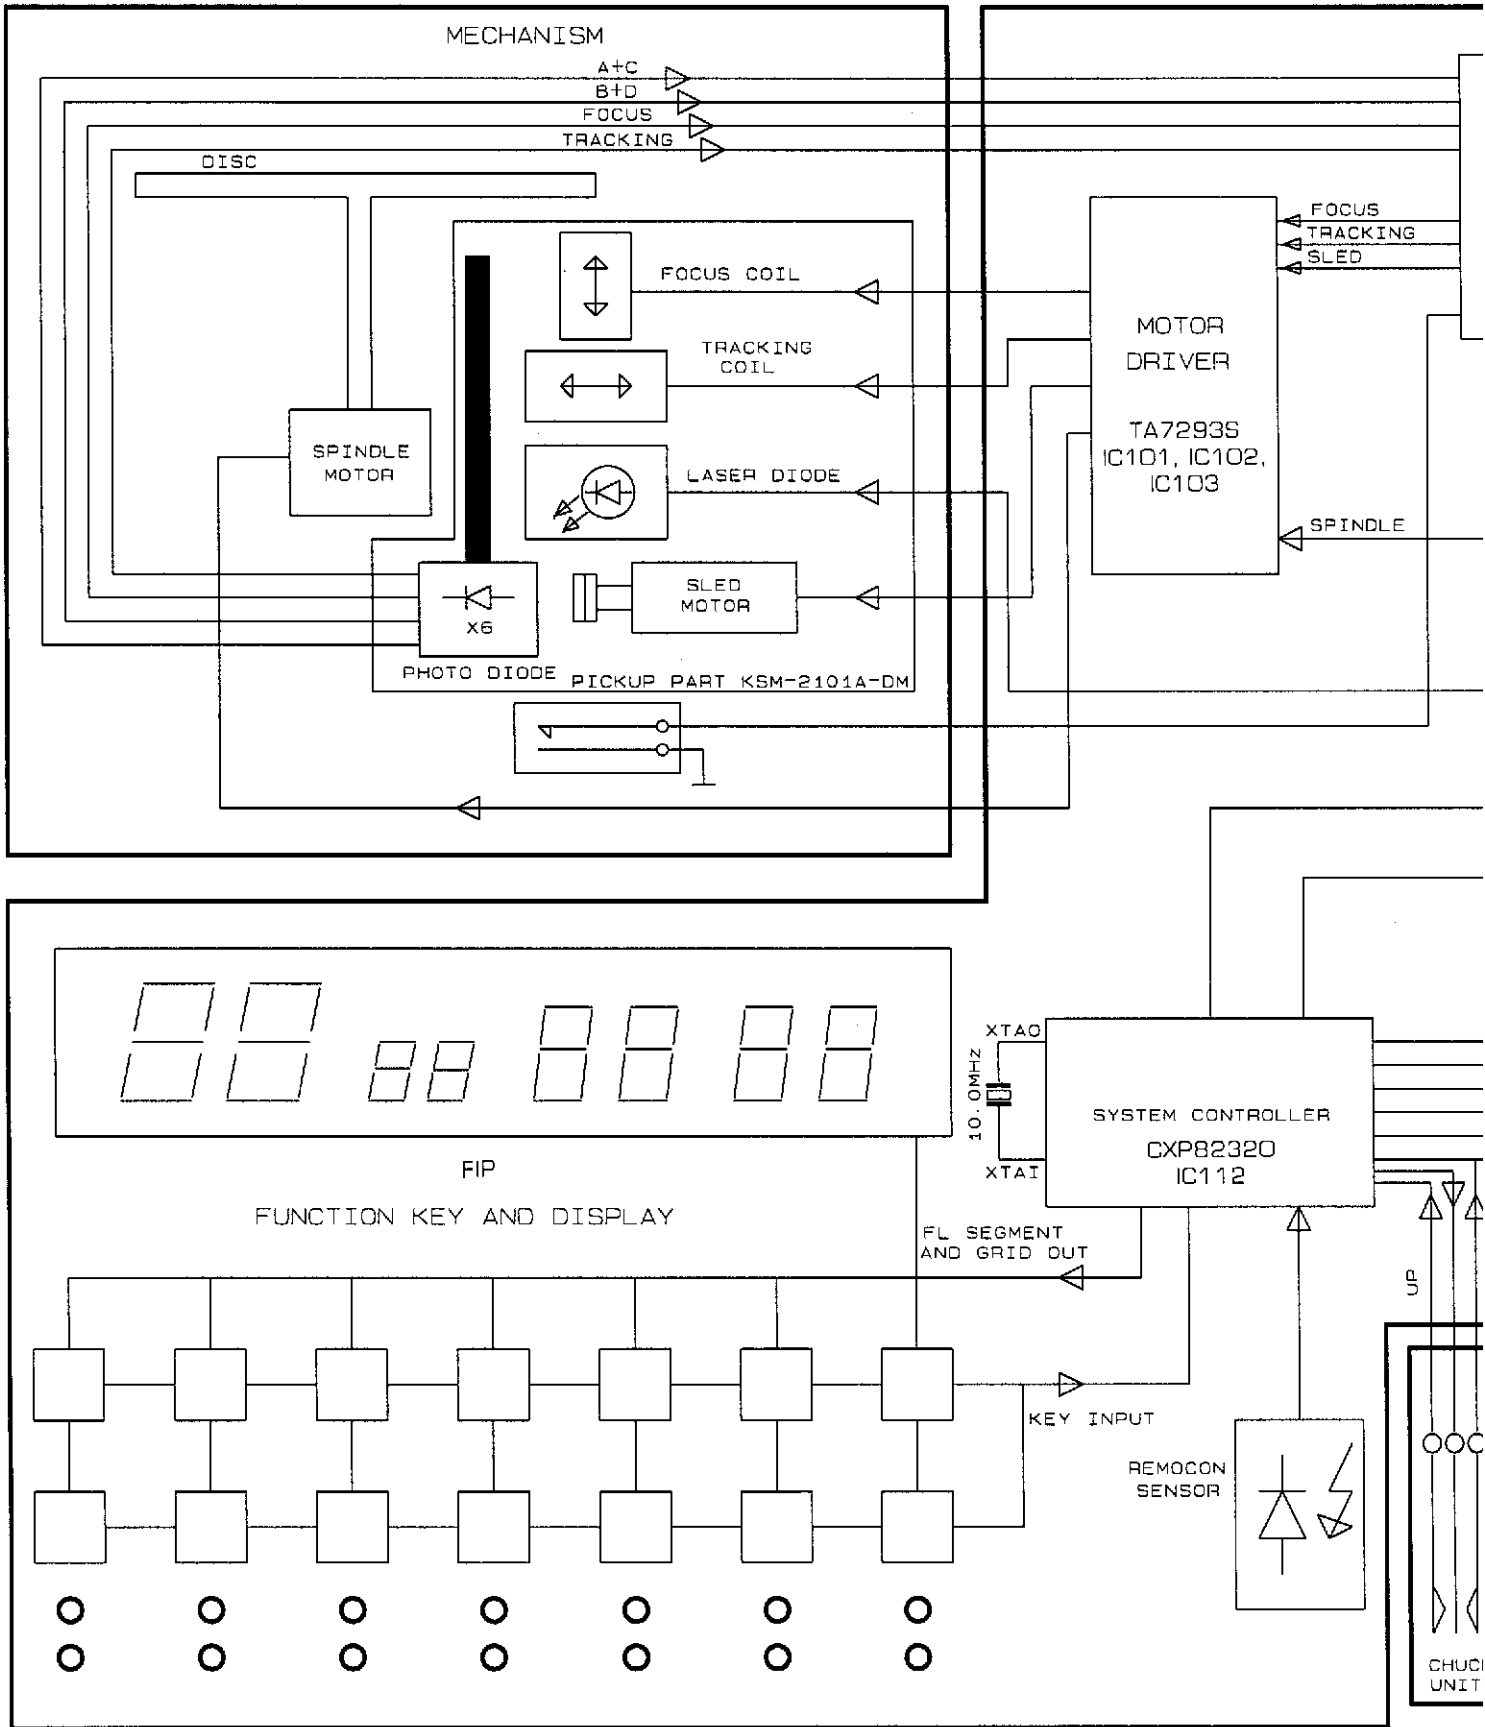 MECHANISM
A+C
B+D
FOCUS
TRACKING
DISC
FOCUS
TRACKING
SLED
FOCUS COIL
MOTOR
DRIVER
TRACKING
COIL
TA7293S
IC101, IC102,
IC103
SPINDLE
MOTOR
LASER DIODE
SPINDLE
SLED
MOTOR
X6
PHOTO DIODE
PICKUP PART KSM-2101A-DM
XTAO
10.0MHz
XTAI
SYSTEM CONTROLLER
CXP82320
IC112
FIP
FUNCTION KEY AND DISPLAY
FL SEGMENT
AND GRID OUT
UP
KEY INPUT
REMOCON
SENSOR
UNIT